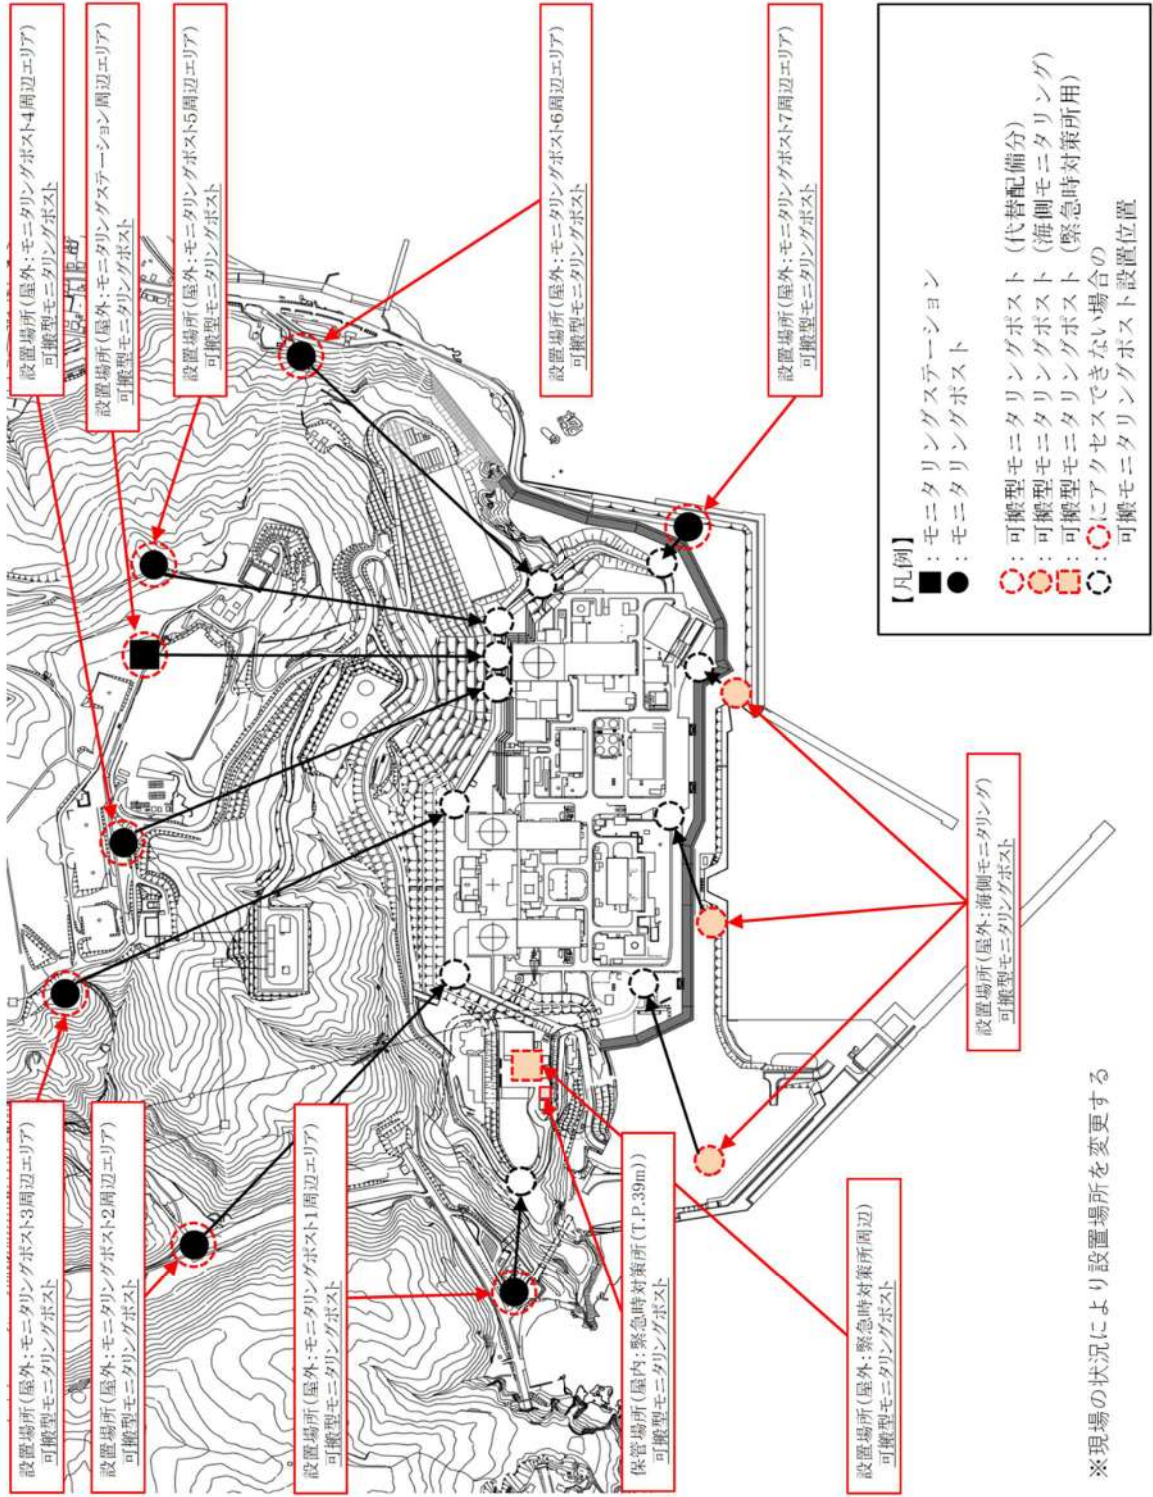 設置場所(屋外:モニタリングポスト3周辺エリア)
可搬型モニタリングポスト
設置場所(屋外:モニタリングポスト2周辺エリア)
可搬型モニタリングポスト
設置場所(屋外:モニタリングポスト1周辺エリア)
可搬型モニタリングポスト
保管場所(屋内:緊急時対策所(T.P.39m))
可搬型モニタリングポスト
設置場所(屋外:緊急時対策所周辺)
可搬型モニタリングポスト
設置場所(屋外:海側モニタリング)
可搬型モニタリングポスト
設置場所(屋外:モニタリングポスト4周辺エリア)
可搬型モニタリングポスト
設置場所(屋外:モニタリングステーション周辺エリア)
可搬型モニタリングポスト
設置場所(屋外:モニタリングポスト5周辺エリア)
可搬型モニタリングポスト
設置場所(屋外:モニタリングポスト6周辺エリア)
可搬型モニタリングポスト
設置場所(屋外:モニタリングポスト7周辺エリア)
可搬型モニタリングポスト
【凡例】
:モニタリングステーション
:モニタリングポスト
:可搬型モニタリングポスト(代替配備分)
:可搬型モニタリングポスト(海側モニタリング)
:可搬型モニタリングポスト(緊急時対策所用)
:にアクセスできない場合の
可搬モニタリングポスト設置位置
※現場の状況により設置場所を変更する